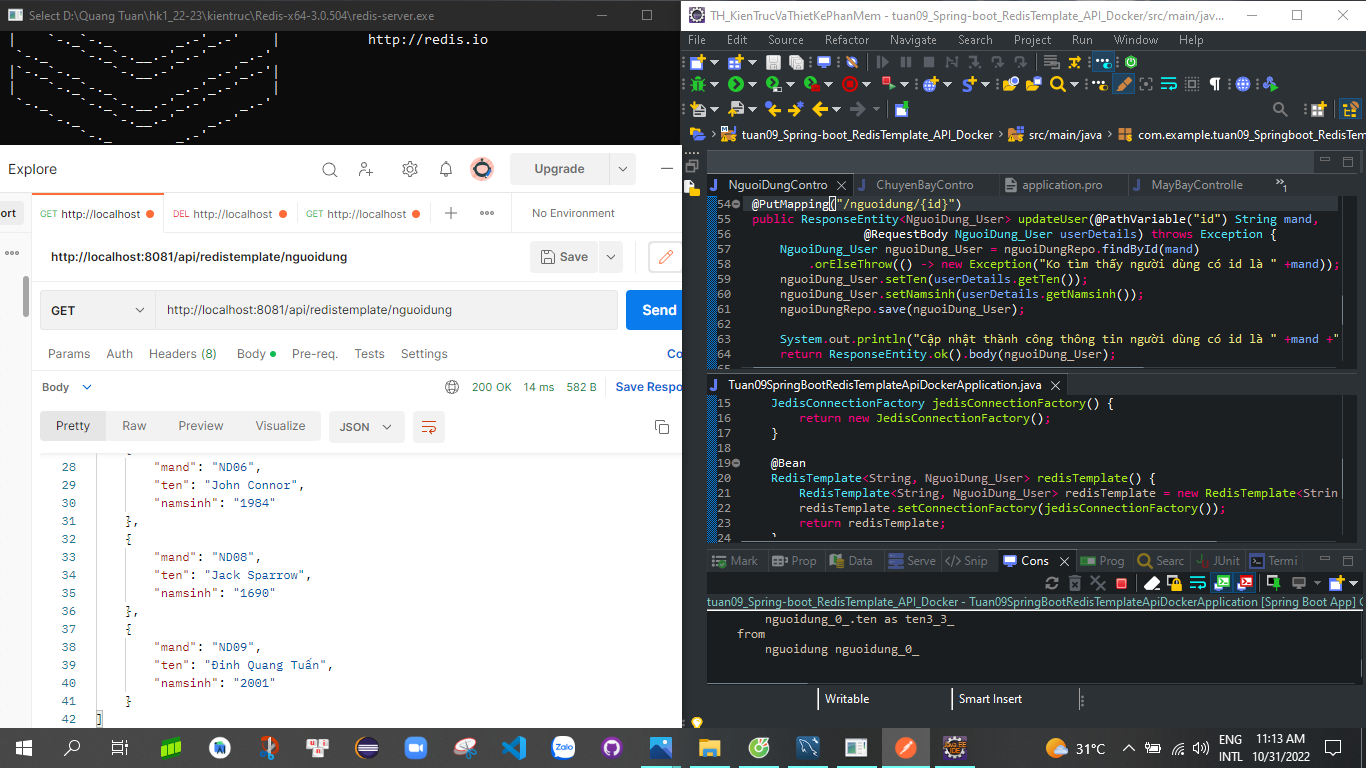 Select D:\Quang Tuan\hk1_22-23\kientruc\Redis-x64-3.0.504\redis-server.exe
http://redis.io
Explore
Upgrade
ort
GET http://localhost
DEL http://localhost
GET http://localhost
No Environment
http://localhost:8081/api/redistemplate/nguoidung
Save
GET
http://localhost:8081/api/redistemplate/nguoidung
Send
Params Auth Headers (8) Body Pre-req. Tests Settings
Co
Body
200 OK 14 ms 582 B Save Respo
Pretty Raw Preview Visualize JSON
28 "mand": "ND06",
29 "ten": "John Connor",
30 "namsinh": "1984"
31 },
32 {
33 "mand": "ND08",
34 "ten": "Jack Sparrow",
35 "namsinh": "1690"
36 },
37 {
38 "mand": "ND09",
39 "ten": "Đinh Quang Tuấn",
40 "namsinh": "2001"
41 }
42 ]
TH_KienTrucVaThietKePhanMem - tuan09_Spring-boot_RedisTemplate_API_Docker/src/main/jav...
File Edit Source Refactor Navigate Search Project Run Window Help
tuan09_Spring-boot_RedisTemplate_API_Docker
src/main/java
com.example.tuan09_Springboot_RedisTem
NguoiDungContro
ChuyenBayContro
application.pro
MayBayControlle
»1
54 @PutMapping("/nguoidung/{id}")
55 public ResponseEntity<NguoiDung_User> updateUser(@PathVariable("id") String mand,
56 @RequestBody NguoiDung_User userDetails) throws Exception {
57 NguoiDung_User nguoiDung_User = nguoiDungRepo.findById(mand)
58 .orElseThrow(() -> new Exception("Ko tìm thấy người dùng có id là " +mand));
59 nguoiDung_User.setTen(userDetails.getTen());
60 nguoiDung_User.setNamsinh(userDetails.getNamsinh());
61 nguoiDungRepo.save(nguoiDung_User);
62
63 System.out.println("Cập nhật thành công thông tin người dùng có id là " +mand +"
64 return ResponseEntity.ok().body(nguoiDung_User);
65
Tuan09SpringBootRedisTemplateApiDockerApplication.java
15 JedisConnectionFactory jedisConnectionFactory() {
16 return new JedisConnectionFactory();
17 }
18
19 @Bean
20 RedisTemplate<String, NguoiDung_User> redisTemplate() {
21 RedisTemplate<String, NguoiDung_User> redisTemplate = new RedisTemplate<Strin
22 redisTemplate.setConnectionFactory(jedisConnectionFactory());
23 return redisTemplate;
24 }
Mark Prop Data Serve Snip Cons Prog Searc JUnit Termi
tuan09_Spring-boot_RedisTemplate_API_Docker - Tuan09SpringBootRedisTemplateApiDockerApplication [Spring Boot App] C
nguoidung_0_.ten as ten3_3_
from
nguoidung nguoidung_0_
Writable
Smart Insert
Zalo
31°C
ENG
INTL
11:13 AM
10/31/2022